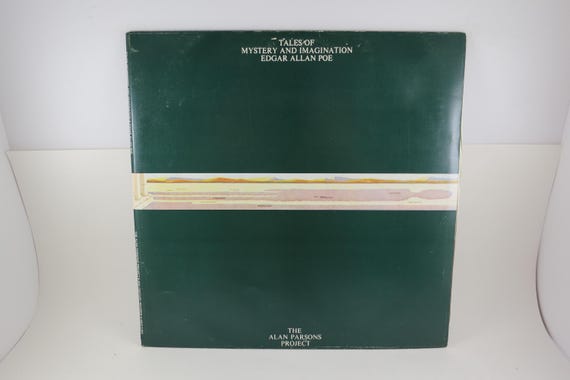 TALES OF
MYSTERY AND IMAGINATION
EDGAR ALLAN POE
THE
ALAN PARSONS
PROJECT